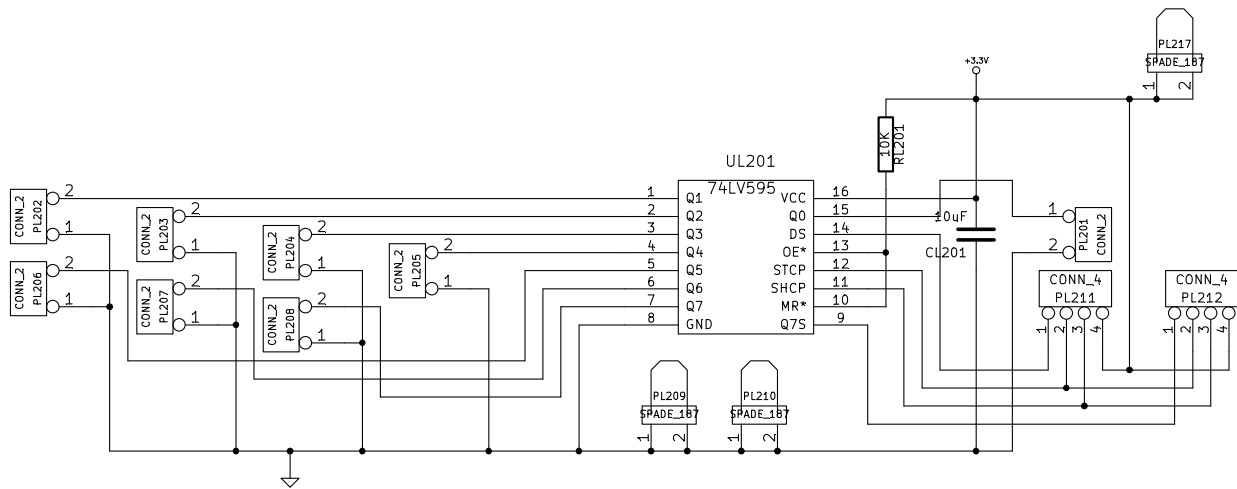 PL217
SPADE_187
1
2
+3.3V
10K
RL201
UL201
74LV595
1 Q1 VCC 16
2 Q2 Q0 15
3 Q3 DS 14
4 Q4 OE* 13
5 Q5 STCP 12
6 Q6 SHCP 11
7 Q7 MR* 10
8 GND Q7S 9
10uF
CL201
CONN_2
PL202
2
1
CONN_2
PL203
2
1
CONN_2
PL204
2
1
CONN_2
PL205
2
1
CONN_2
PL206
2
1
CONN_2
PL207
2
1
CONN_2
PL208
2
1
1
2
PL201
CONN_2
CONN_4
PL211
1
2
3
4
CONN_4
PL212
1
2
3
4
PL209
SPADE_187
1
2
PL210
SPADE_187
1
2